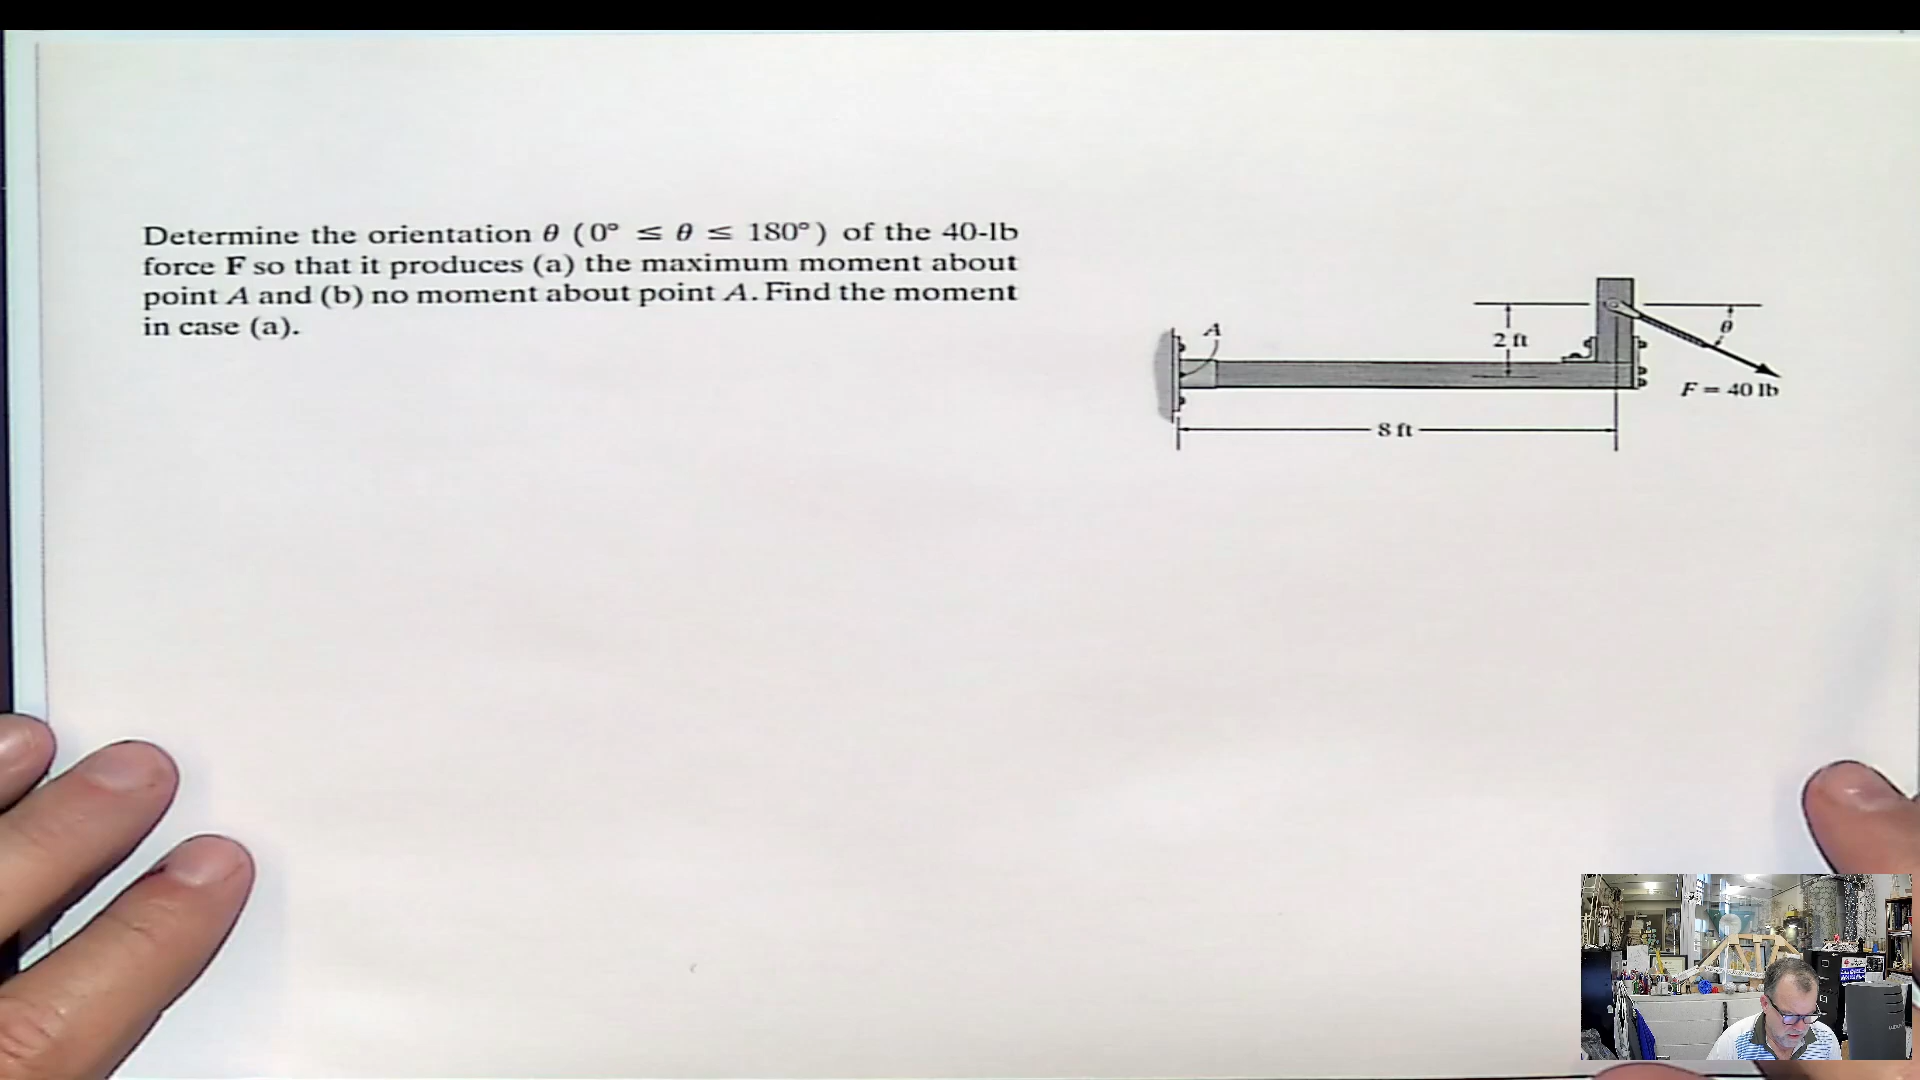 Determine the orientation θ (0° ≤ θ ≤ 180°) of the 40-lb
force F so that it produces (a) the maximum moment about
point A and (b) no moment about point A. Find the moment
in case (a).
A
2 ft
θ
F = 40 lb
8 ft